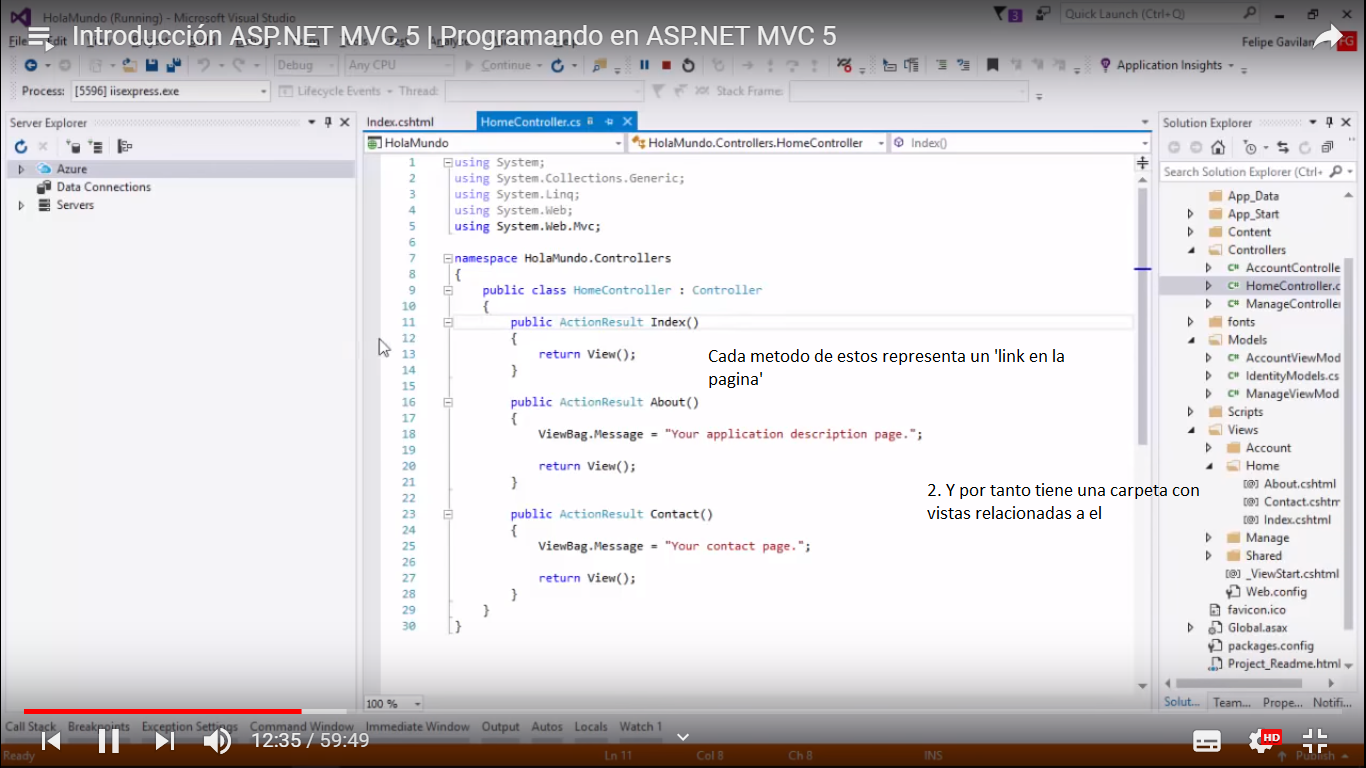 HolaMundo (Running) - Microsoft Visual Studio
3
Quick Launch (Ctrl+Q)
Introducción ASP.NET MVC 5 | Programando en ASP.NET MVC 5
Felipe Gavilan
Debug
Any CPU
Continue
Application Insights
Process:
[5596] iisexpress.exe
Lifecycle Events
Thread:
Stack Frame:
Server Explorer
Azure
Data Connections
Servers
Index.cshtml
HomeController.cs
HolaMundo
HolaMundo.Controllers.HomeController
Index()
1 using System;
2 using System.Collections.Generic;
3 using System.Linq;
4 using System.Web;
5 using System.Web.Mvc;
6
7 namespace HolaMundo.Controllers
8 {
9 public class HomeController : Controller
10 {
11 public ActionResult Index()
12 {
13 return View();
14 }
15
16 public ActionResult About()
17 {
18 ViewBag.Message = "Your application description page.";
19
20 return View();
21 }
22
23 public ActionResult Contact()
24 {
25 ViewBag.Message = "Your contact page.";
26
27 return View();
28 }
29 }
30 }
Cada metodo de estos representa un 'link en la
pagina'
2. Y por tanto tiene una carpeta con
vistas relacionadas a el
100 %
Solution Explorer
Search Solution Explorer (Ctrl+
App_Data
App_Start
Content
Controllers
C# AccountControlle
C# HomeController.c
C# ManageController
fonts
Models
C# AccountViewMod
C# IdentityModels.cs
C# ManageViewMod
Scripts
Views
Account
Home
[@] About.cshtml
[@] Contact.cshtm
[@] Index.cshtml
Manage
Shared
[@] _ViewStart.cshtml
Web.config
favicon.ico
Global.asax
packages.config
Project_Readme.html
Solut... Team... Prope... Notifi...
Call Stack Breakpoints Exception Settings Command Window Immediate Window Output Autos Locals Watch 1
12:35 / 59:49
HD
Ready
Ln 11
Col 8
Ch 8
INS
Publish